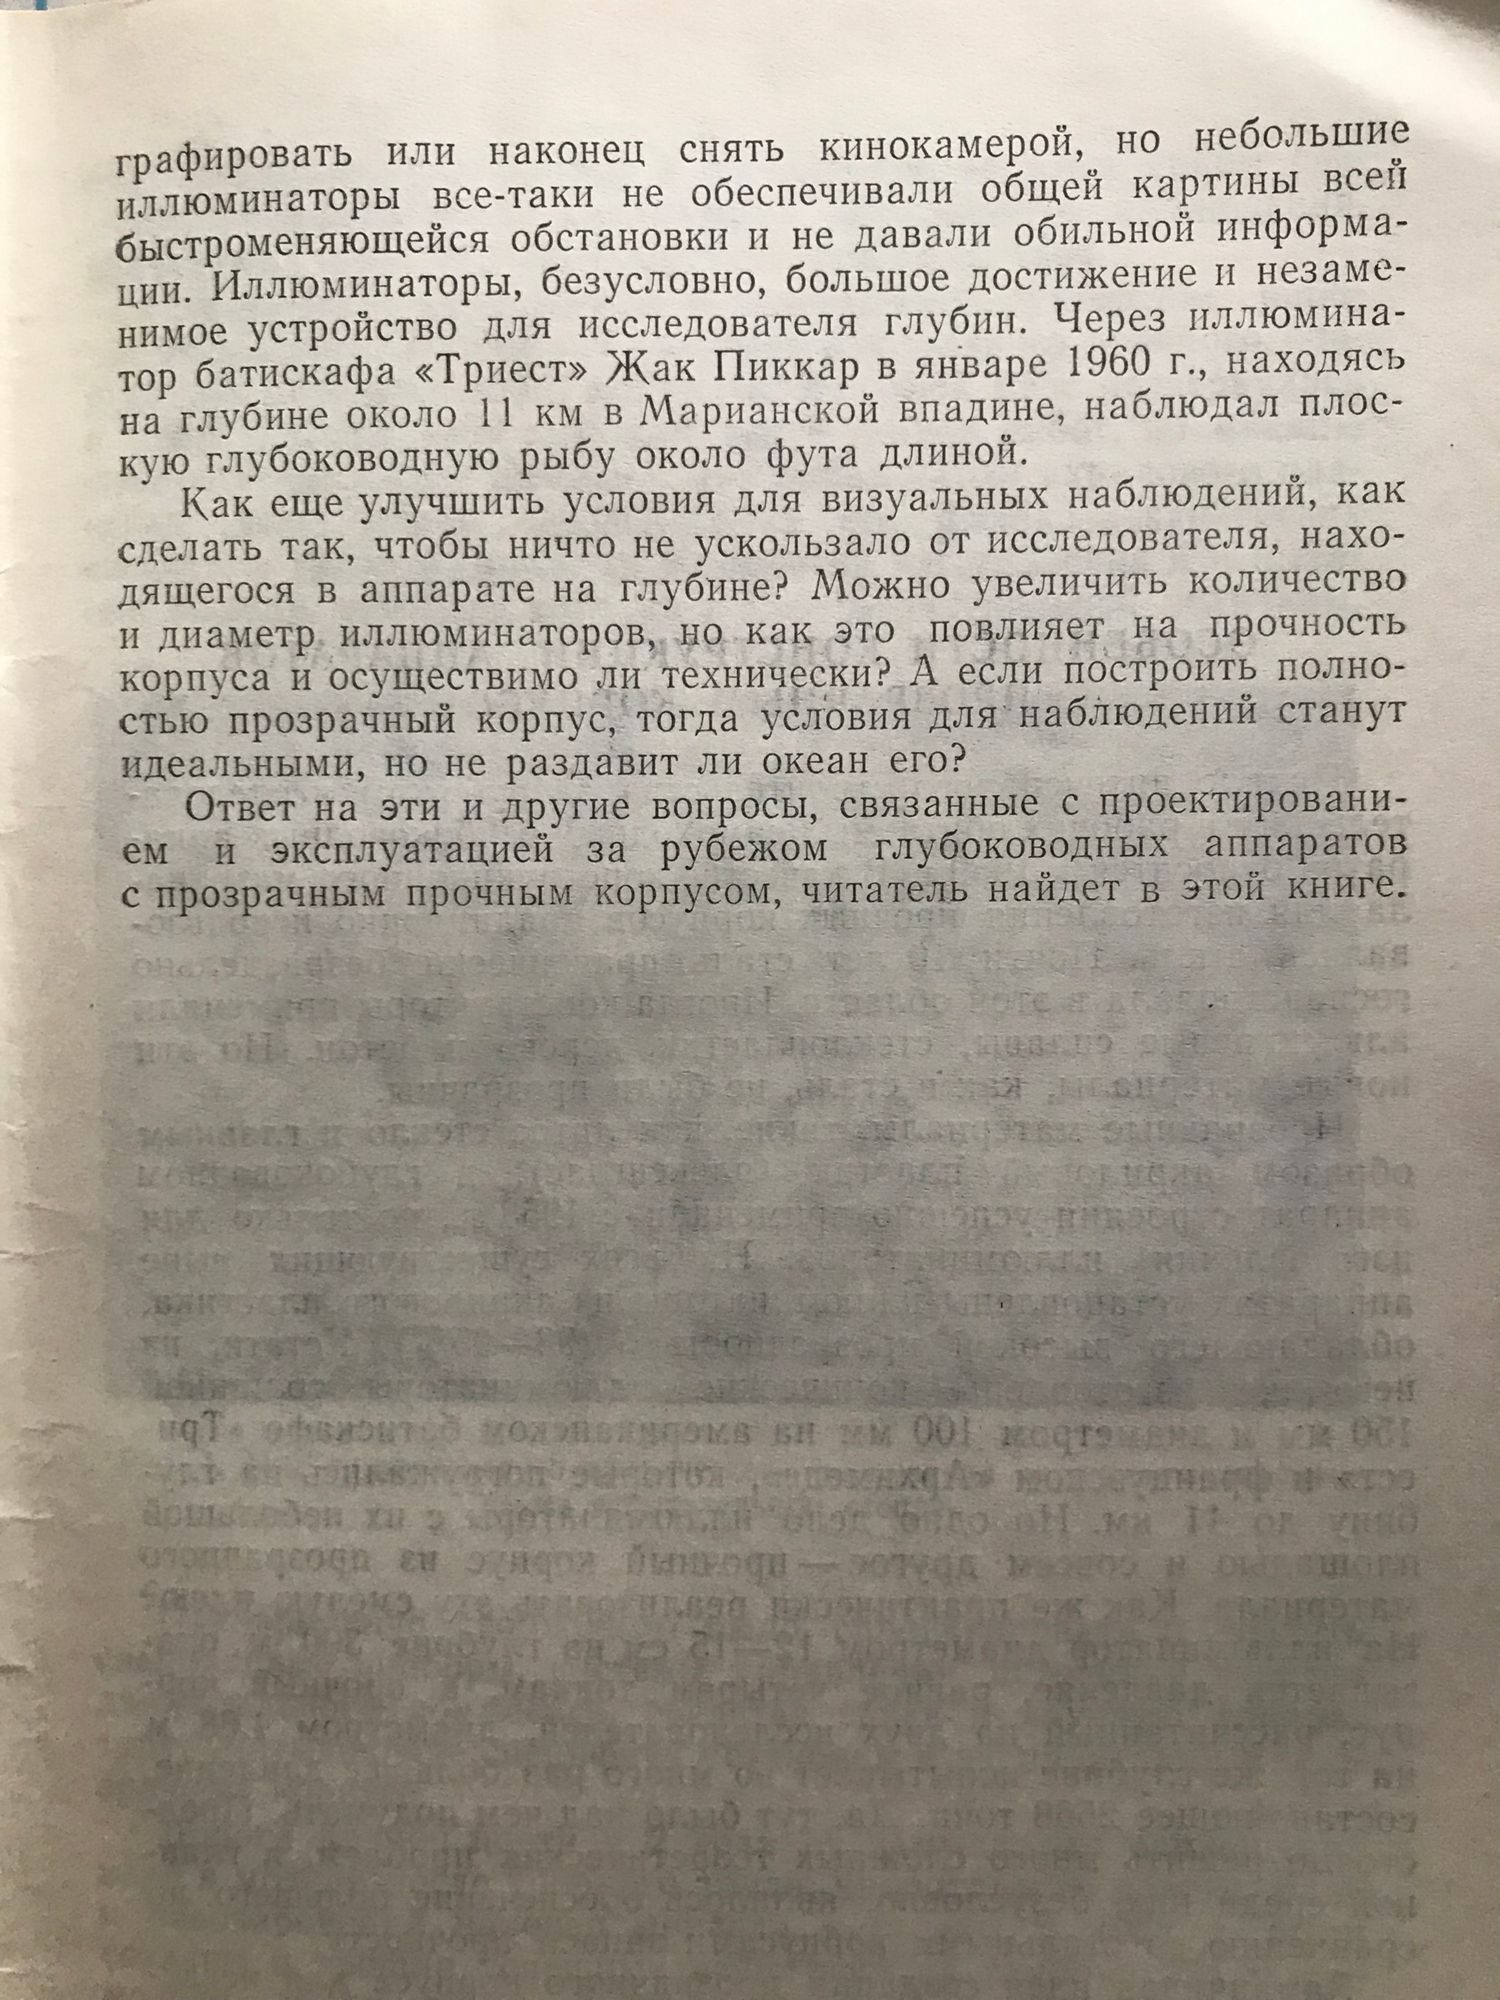 графировать или наконец снять кинокамерой, но небольшие
иллюминаторы все-таки не обеспечивали общей картины всей
быстроменяющейся обстановки и не давали обильной информа-
ции. Иллюминаторы, безусловно, большое достижение и незаме-
нимое устройство для исследователя глубин. Через иллюмина-
тор батискафа «Триест» Жак Пиккар в январе 1960 г., находясь
на глубине около 11 км в Марианской впадине, наблюдал плос-
кую глубоководную рыбу около фута длиной.
Как еще улучшить условия для визуальных наблюдений, как
сделать так, чтобы ничто не ускользало от исследователя, нахо-
дящегося в аппарате на глубине? Можно увеличить количество
и диаметр иллюминаторов, но как это повлияет на прочность
корпуса и осуществимо ли технически? А если построить полно-
стью прозрачный корпус, тогда условия для наблюдений станут
идеальными, но не раздавит ли океан его?
Ответ на эти и другие вопросы, связанные с проектировани-
ем и эксплуатацией за рубежом глубоководных аппаратов
с прозрачным прочным корпусом, читатель найдет в этой книге.